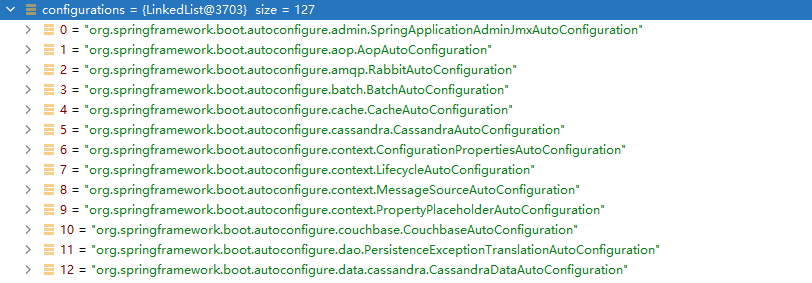 configurations = {LinkedList@3703} size = 127
0 = "org.springframework.boot.autoconfigure.admin.SpringApplicationAdminJmxAutoConfiguration"
1 = "org.springframework.boot.autoconfigure.aop.AopAutoConfiguration"
2 = "org.springframework.boot.autoconfigure.amqp.RabbitAutoConfiguration"
3 = "org.springframework.boot.autoconfigure.batch.BatchAutoConfiguration"
4 = "org.springframework.boot.autoconfigure.cache.CacheAutoConfiguration"
5 = "org.springframework.boot.autoconfigure.cassandra.CassandraAutoConfiguration"
6 = "org.springframework.boot.autoconfigure.context.ConfigurationPropertiesAutoConfiguration"
7 = "org.springframework.boot.autoconfigure.context.LifecycleAutoConfiguration"
8 = "org.springframework.boot.autoconfigure.context.MessageSourceAutoConfiguration"
9 = "org.springframework.boot.autoconfigure.context.PropertyPlaceholderAutoConfiguration"
10 = "org.springframework.boot.autoconfigure.couchbase.CouchbaseAutoConfiguration"
11 = "org.springframework.boot.autoconfigure.dao.PersistenceExceptionTranslationAutoConfiguration"
12 = "org.springframework.boot.autoconfigure.data.cassandra.CassandraDataAutoConfiguration"